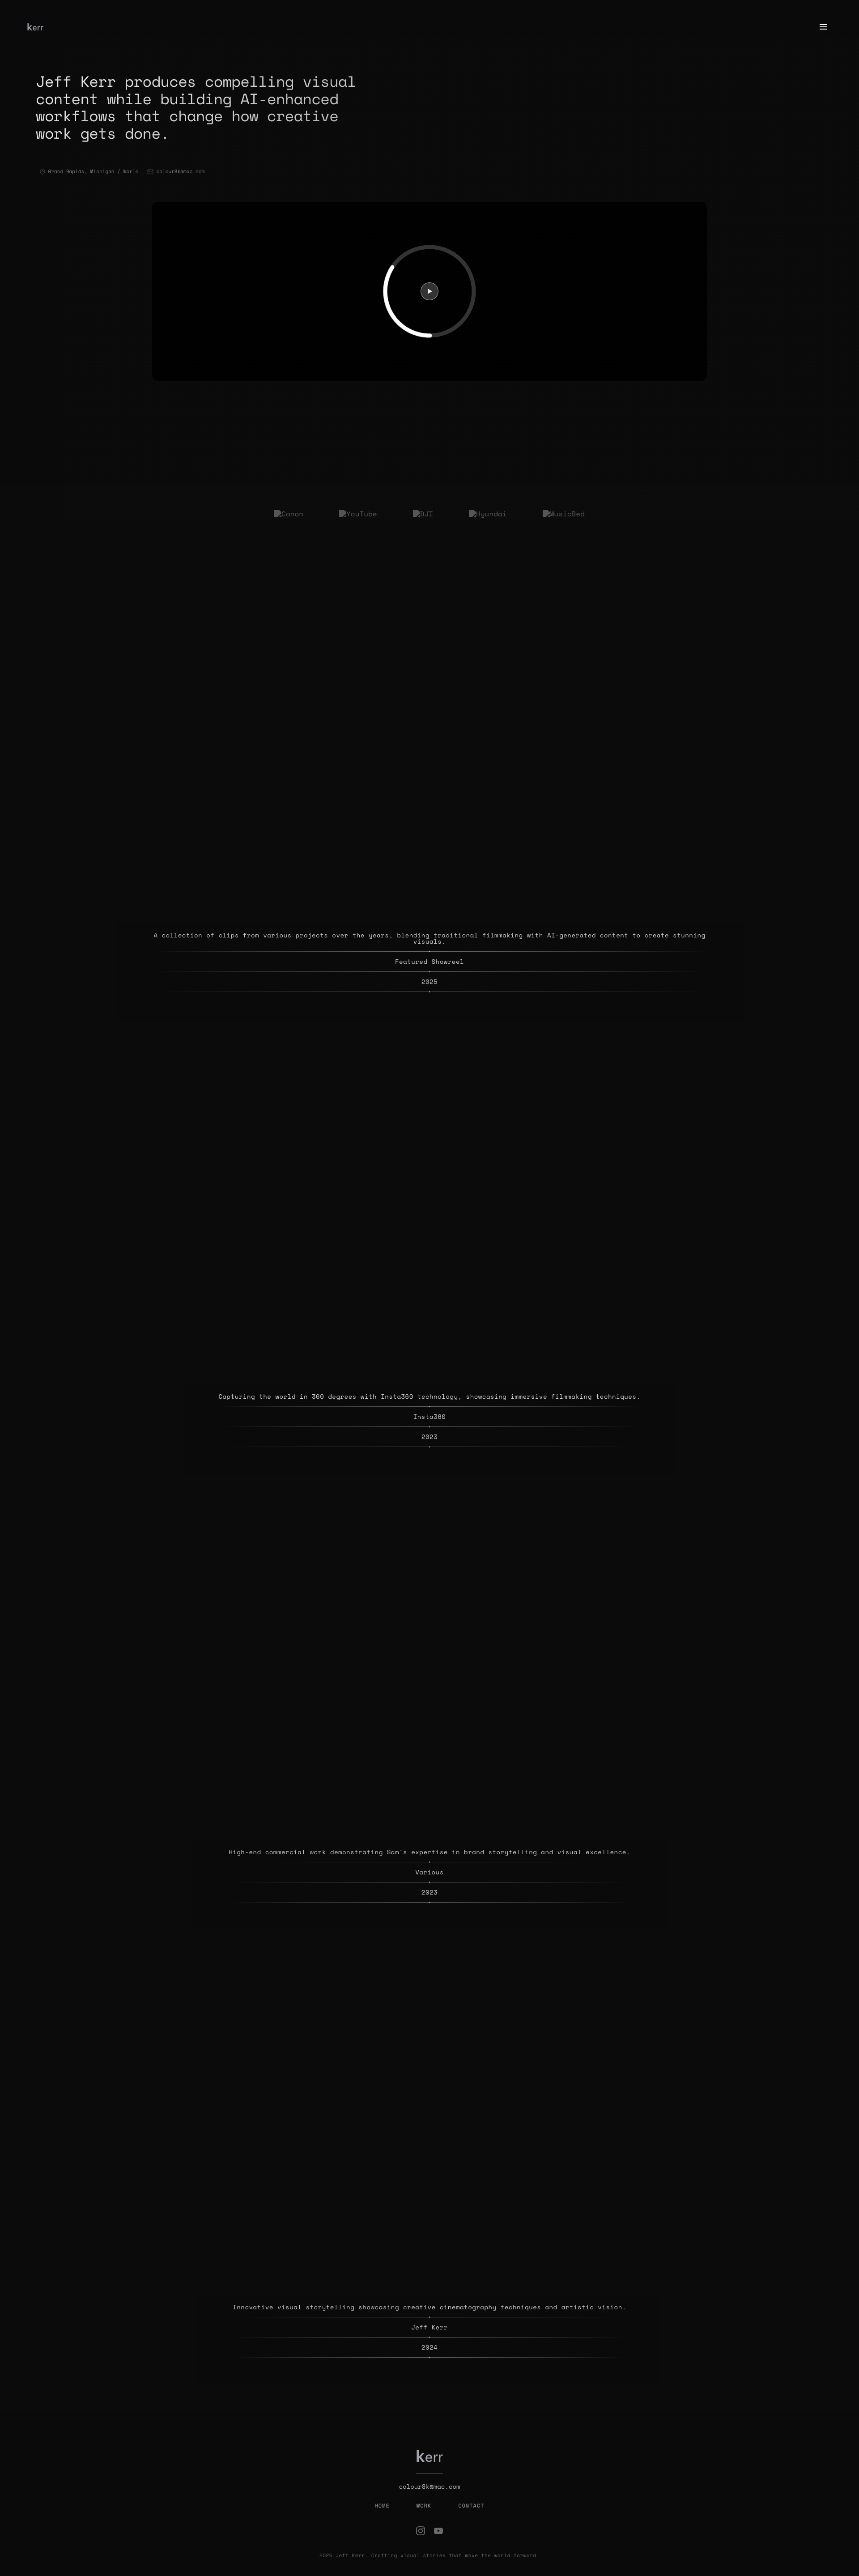 kerr
Jeff Kerr produces compelling visual
content while building AI-enhanced
workflows that change how creative
work gets done.
Grand Rapids, Michigan / World
colour8k@mac.com
Canon
YouTube
DJI
Hyundai
MusicBed
A collection of clips from various projects over the years, blending traditional filmmaking with AI-generated content to create stunning
visuals.
Featured Showreel
2025
Capturing the world in 360 degrees with Insta360 technology, showcasing immersive filmmaking techniques.
Insta360
2023
High-end commercial work demonstrating Sam's expertise in brand storytelling and visual excellence.
Various
2023
Innovative visual storytelling showcasing creative cinematography techniques and artistic vision.
Jeff Kerr
2024
kerr
colour8k@mac.com
HOME WORK CONTACT
2025 Jeff Kerr. Crafting visual stories that move the world forward.